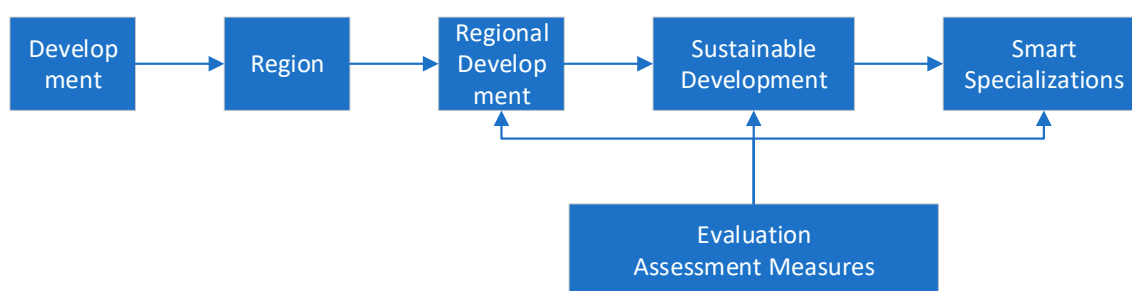 Develop
ment
Region
Regional
Develop
ment
Sustainable
Development
Smart
Specializations
Evaluation
Assessment Measures